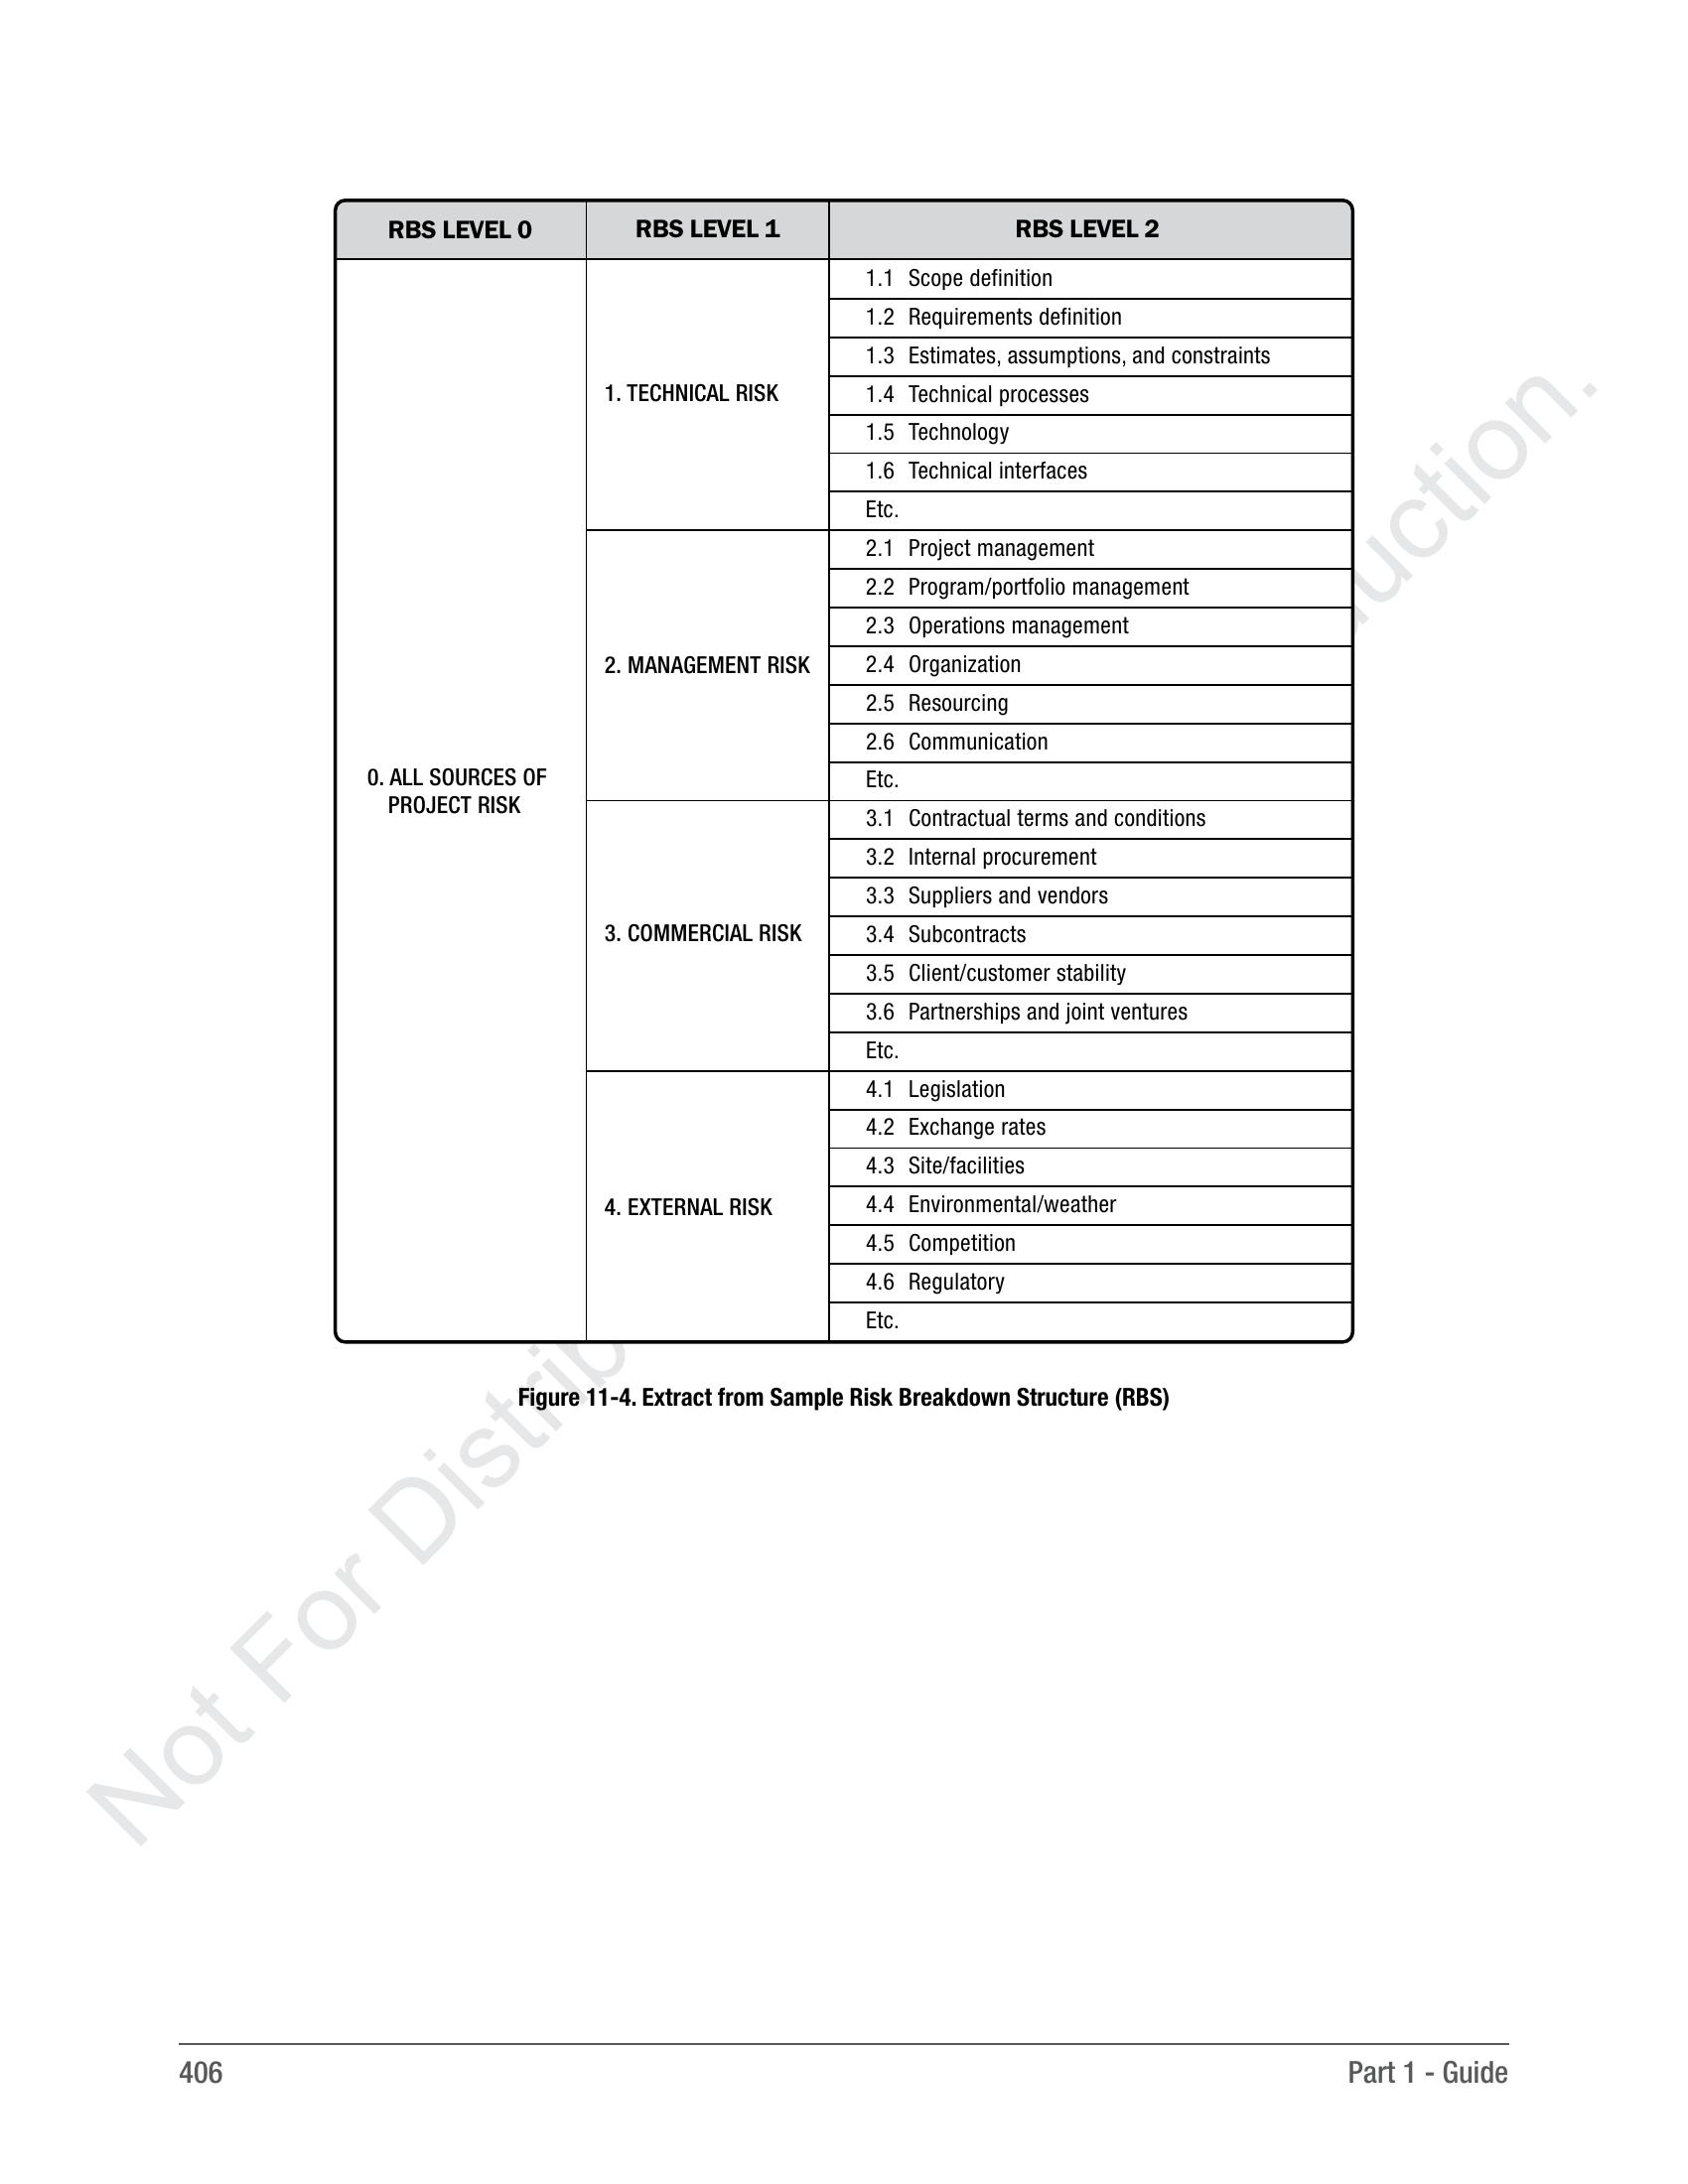 RBS LEVEL 0 RBS LEVEL 1 RBS LEVEL 2
0. ALL SOURCES OF
PROJECT RISK
1. TECHNICAL RISK
1.1 Scope definition
1.2 Requirements definition
1.3 Estimates, assumptions, and constraints
1.4 Technical processes
1.5 Technology
1.6 Technical interfaces
Etc.
2. MANAGEMENT RISK
2.1 Project management
2.2 Program/portfolio management
2.3 Operations management
2.4 Organization
2.5 Resourcing
2.6 Communication
Etc.
3. COMMERCIAL RISK
3.1 Contractual terms and conditions
3.2 Internal procurement
3.3 Suppliers and vendors
3.4 Subcontracts
3.5 Client/customer stability
3.6 Partnerships and joint ventures
Etc.
4. EXTERNAL RISK
4.1 Legislation
4.2 Exchange rates
4.3 Site/facilities
4.4 Environmental/weather
4.5 Competition
4.6 Regulatory
Etc.
Figure 11-4. Extract from Sample Risk Breakdown Structure (RBS)
Not For
406 Part 1 - Guide